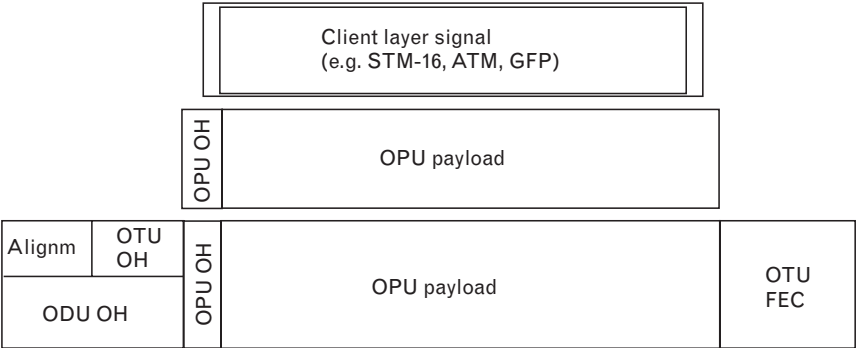 Client layer signal
(e.g. STM-16, ATM, GFP)
OPU OH
OPU payload
Alignm
OTU
OH
ODU OH
OPU OH
OPU payload
OTU
FEC